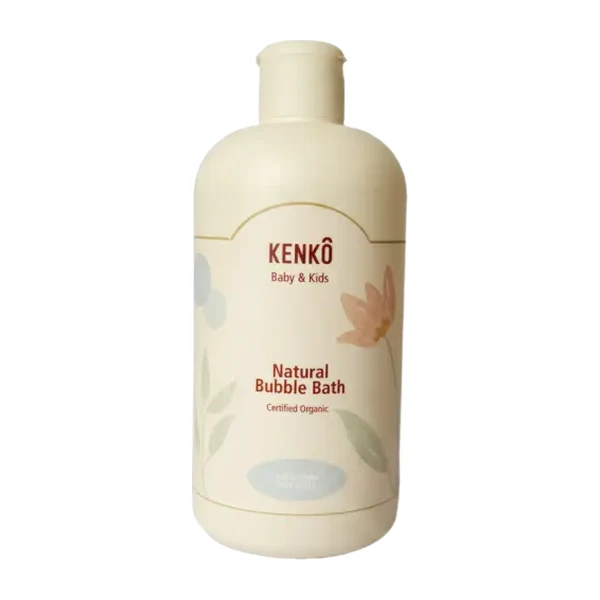 KENKÔ
Baby & Kids
Natural
Bubble Bath
Certified Organic